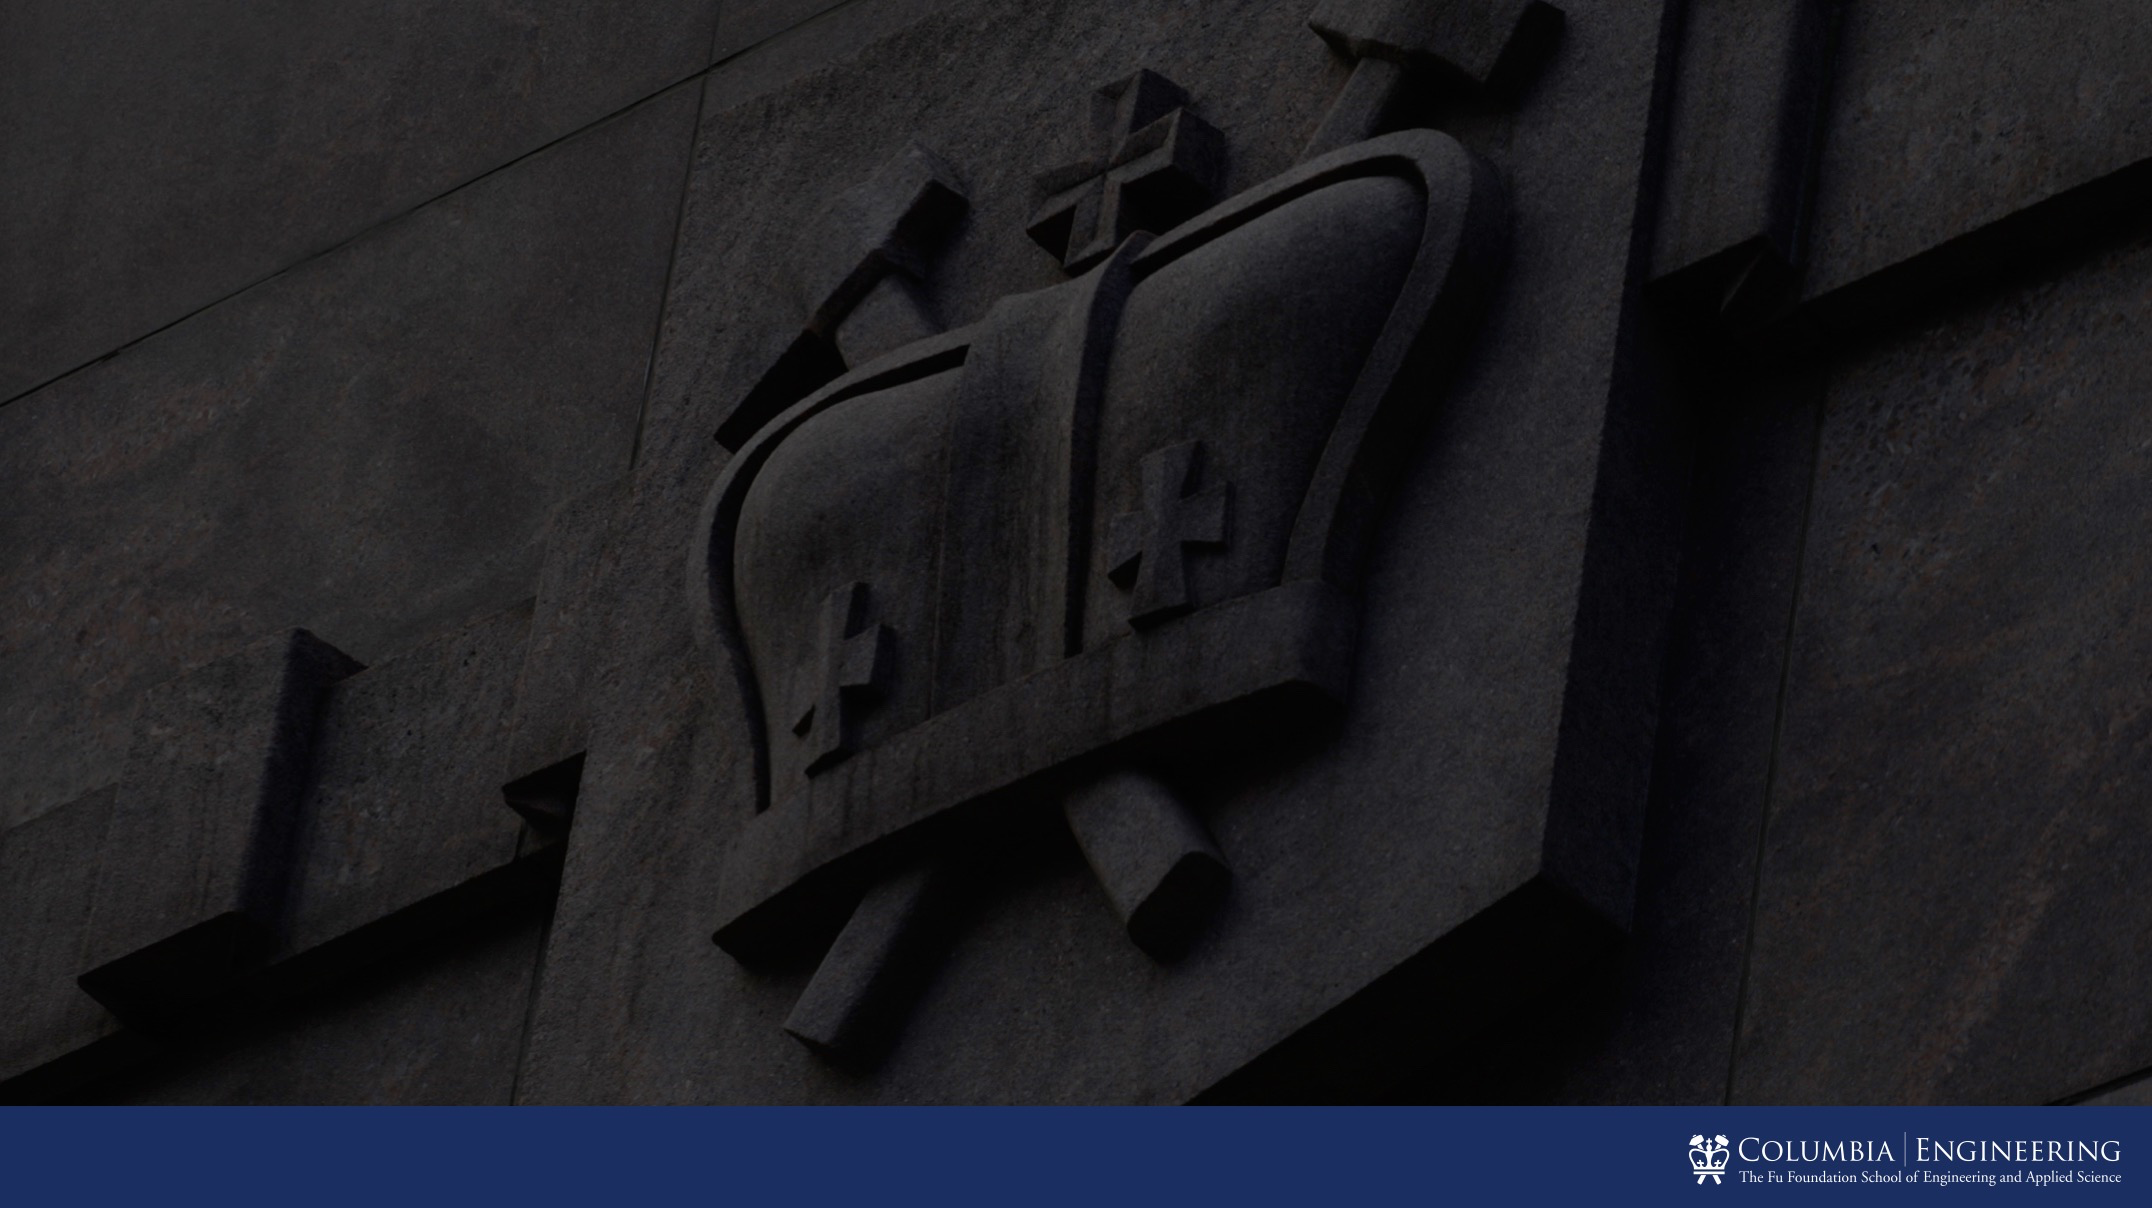 COLUMBIA | ENGINEERING
The Fu Foundation School of Engineering and Applied Science